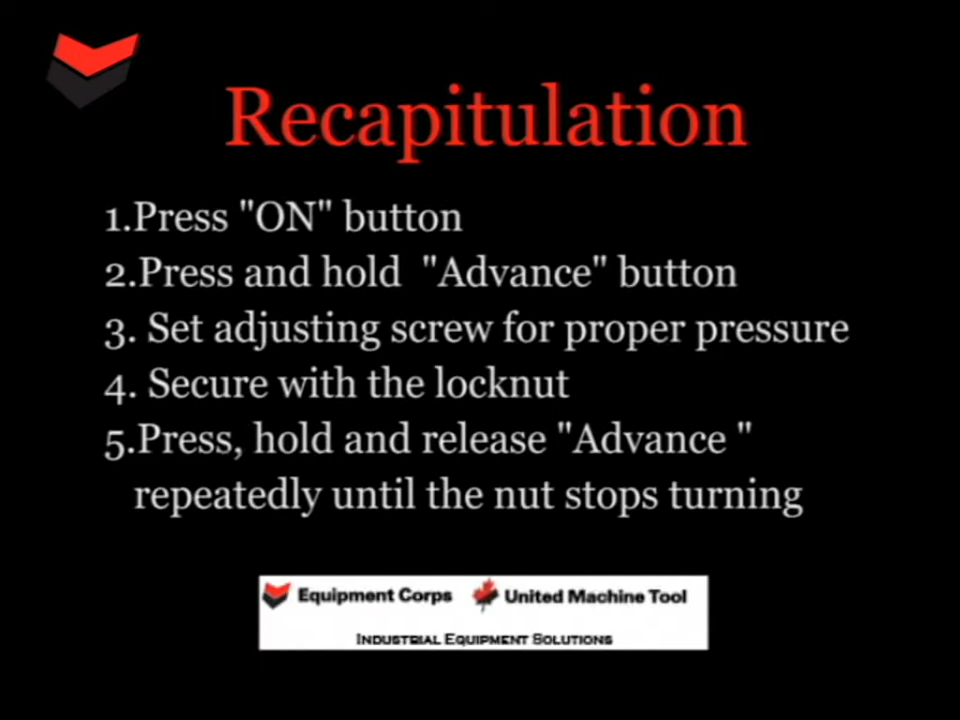 Recapitulation
1.Press "ON" button
2.Press and hold "Advance" button
3. Set adjusting screw for proper pressure
4. Secure with the locknut
5.Press, hold and release "Advance "
repeatedly until the nut stops turning
Equipment Corps United Machine Tool
INDUSTRIAL EQUIPMENT SOLUTIONS